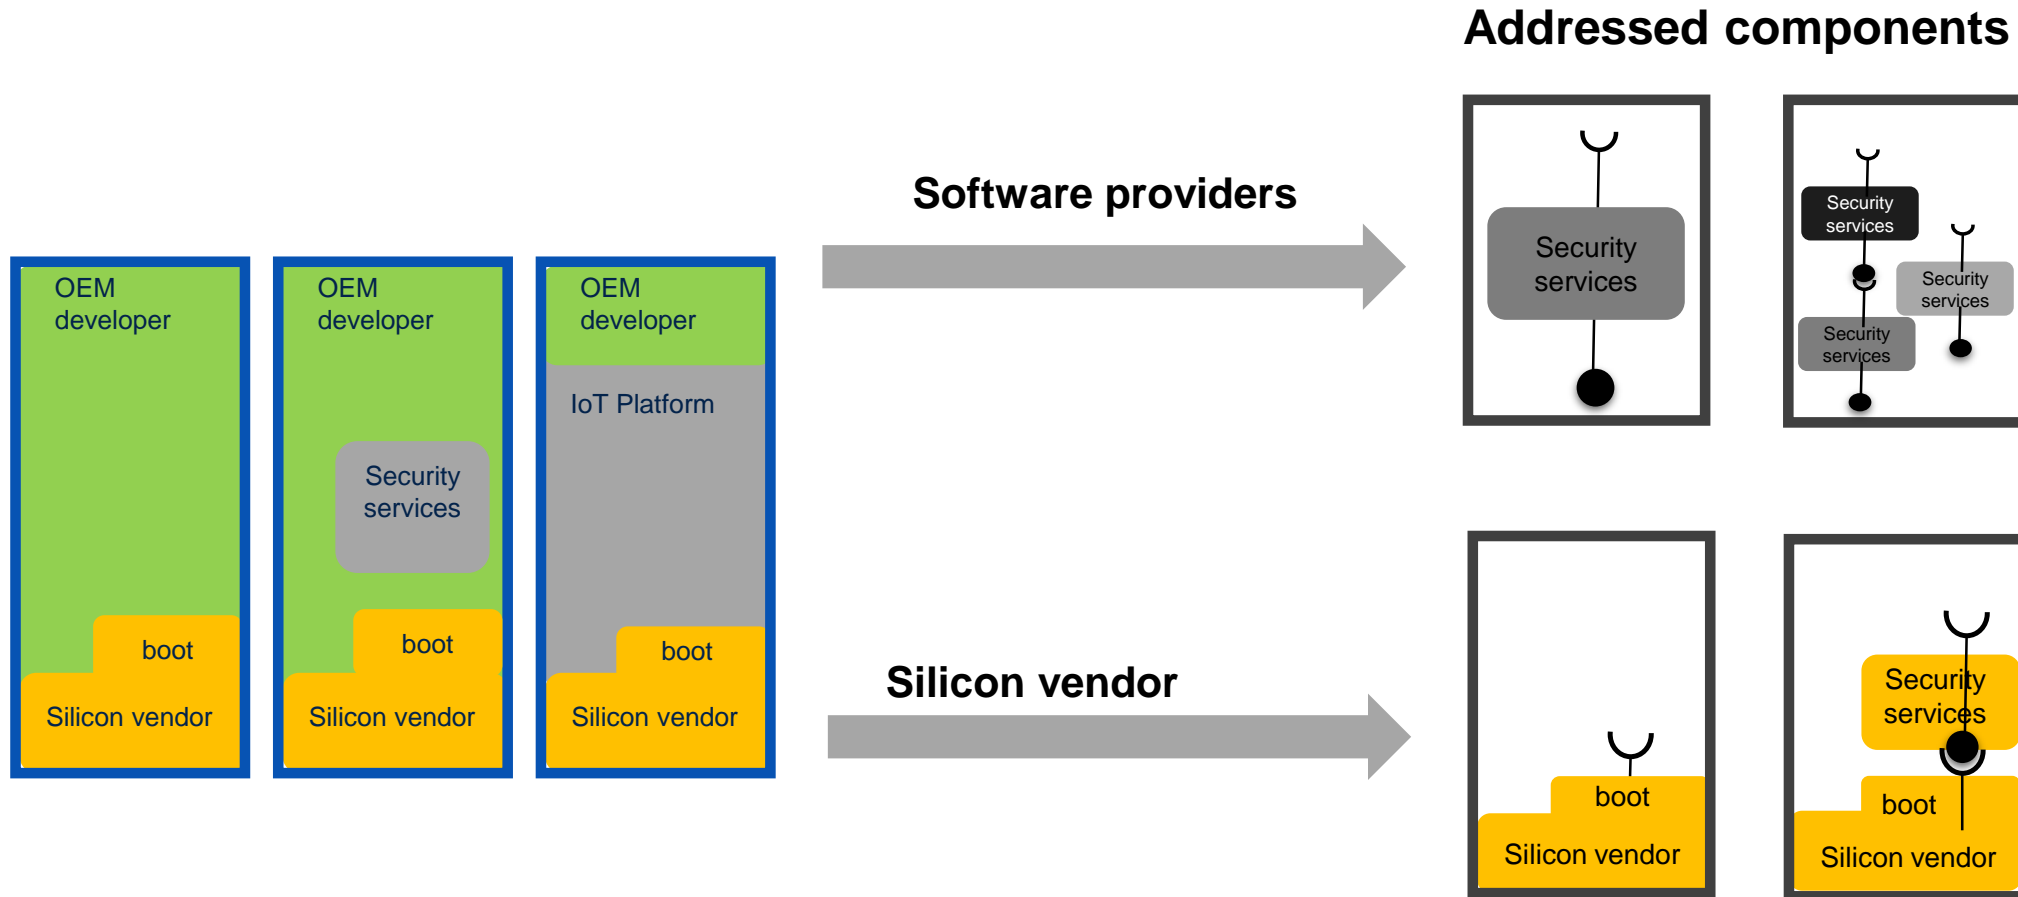 Addressed components
Software providers
OEM
developer
boot
Silicon vendor
OEM
developer
Security
services
boot
Silicon vendor
OEM
developer
IoT Platform
boot
Silicon vendor
Security
services
Security
services
Security
services
Security
services
Silicon vendor
boot
Silicon vendor
Security
services
boot
Silicon vendor